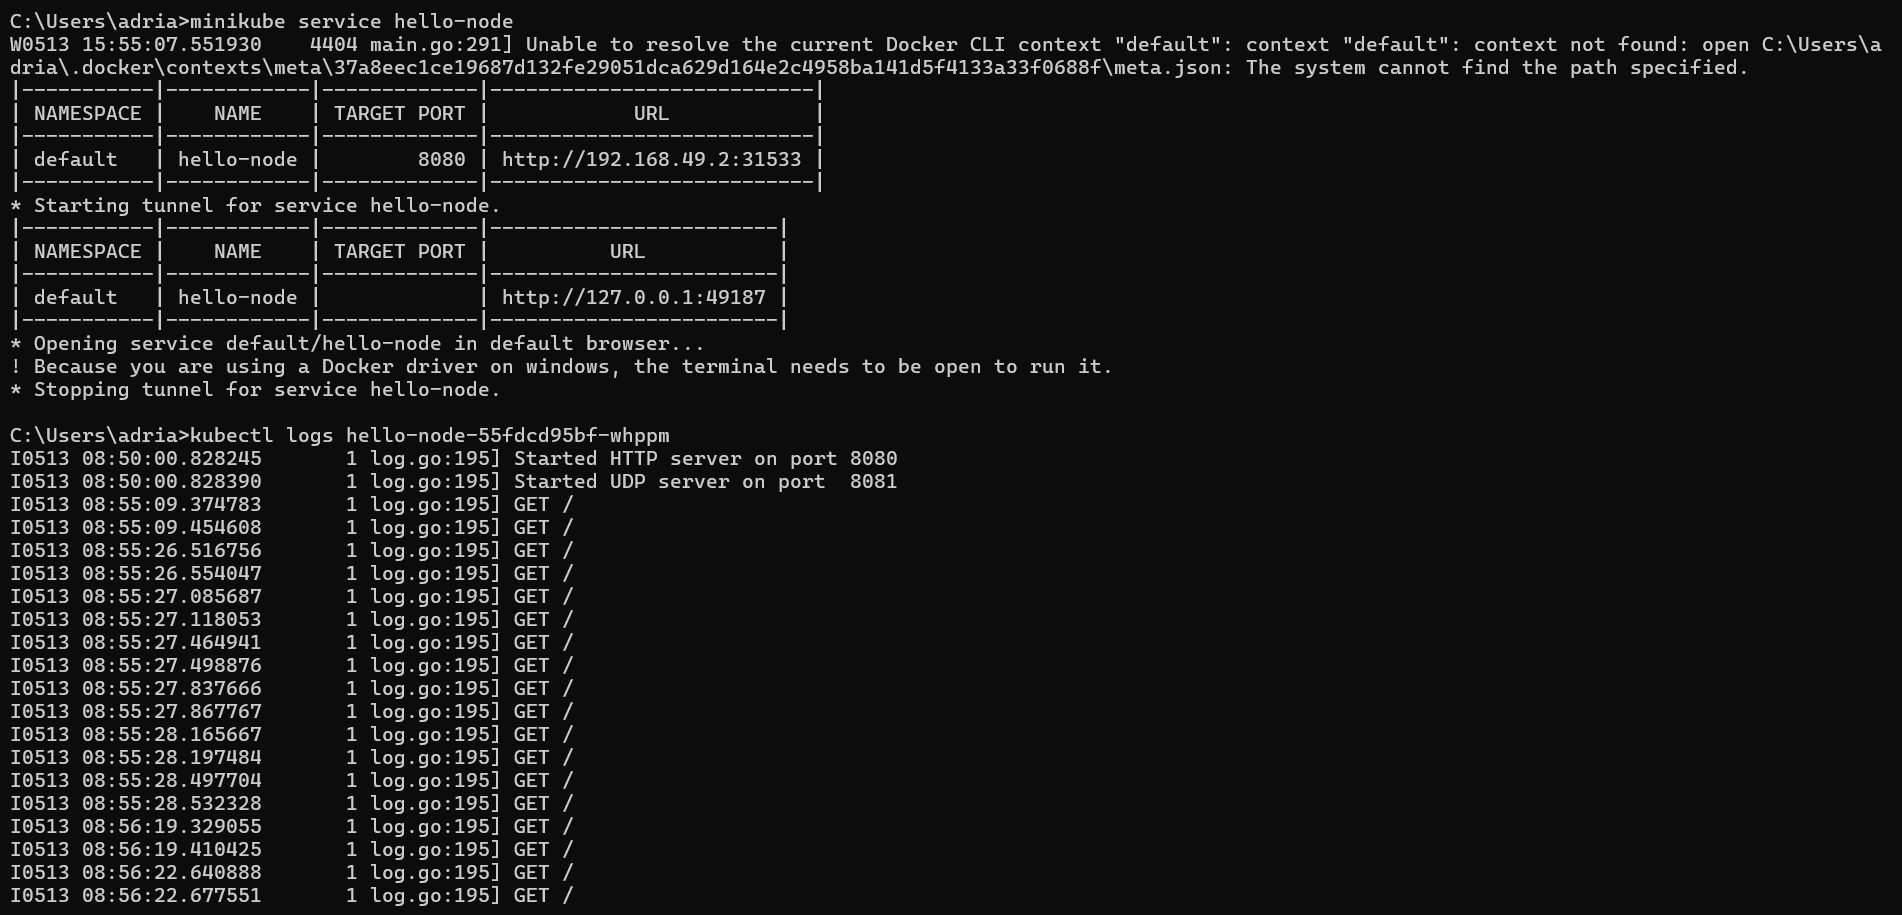 C:\Users\adria>minikube service hello-node
W0513 15:55:07.551930    4404 main.go:291] Unable to resolve the current Docker CLI context "default": context "default": context not found: open C:\Users\a
dria\.docker\contexts\meta\37a8eec1ce19687d132fe29051dca629d164e2c4958ba141d5f4133a33f0688f\meta.json: The system cannot find the path specified.
|-----------|------------|-------------|---------------------------|
| NAMESPACE |    NAME    | TARGET PORT |            URL            |
|-----------|------------|-------------|---------------------------|
| default   | hello-node |        8080 | http://192.168.49.2:31533 |
|-----------|------------|-------------|---------------------------|
* Starting tunnel for service hello-node.
|-----------|------------|-------------|------------------------|
| NAMESPACE |    NAME    | TARGET PORT |          URL           |
|-----------|------------|-------------|------------------------|
| default   | hello-node |             | http://127.0.0.1:49187 |
|-----------|------------|-------------|------------------------|
* Opening service default/hello-node in default browser...
! Because you are using a Docker driver on windows, the terminal needs to be open to run it.
* Stopping tunnel for service hello-node.

C:\Users\adria>kubectl logs hello-node-55fdcd95bf-whppm
I0513 08:50:00.828245       1 log.go:195] Started HTTP server on port 8080
I0513 08:50:00.828390       1 log.go:195] Started UDP server on port  8081
I0513 08:55:09.374783       1 log.go:195] GET /
I0513 08:55:09.454608       1 log.go:195] GET /
I0513 08:55:26.516756       1 log.go:195] GET /
I0513 08:55:26.554047       1 log.go:195] GET /
I0513 08:55:27.085687       1 log.go:195] GET /
I0513 08:55:27.118053       1 log.go:195] GET /
I0513 08:55:27.464941       1 log.go:195] GET /
I0513 08:55:27.498876       1 log.go:195] GET /
I0513 08:55:27.837666       1 log.go:195] GET /
I0513 08:55:27.867767       1 log.go:195] GET /
I0513 08:55:28.165667       1 log.go:195] GET /
I0513 08:55:28.197484       1 log.go:195] GET /
I0513 08:55:28.497704       1 log.go:195] GET /
I0513 08:55:28.532328       1 log.go:195] GET /
I0513 08:56:19.329055       1 log.go:195] GET /
I0513 08:56:19.410425       1 log.go:195] GET /
I0513 08:56:22.640888       1 log.go:195] GET /
I0513 08:56:22.677551       1 log.go:195] GET /